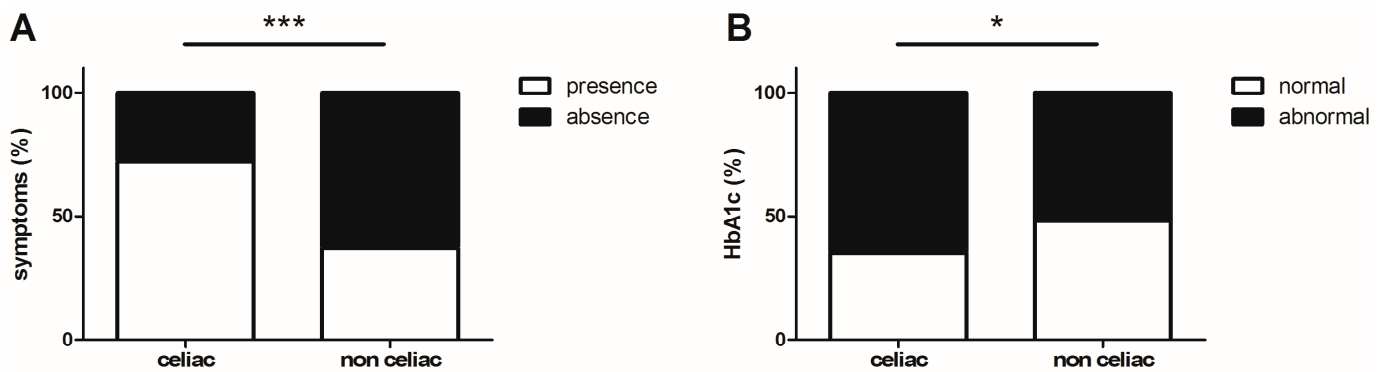 A
***
100
50
0
symptoms (%)
celiac
non celiac
presence
absence
B
*
100
50
0
HbA1c (%)
celiac
non celiac
normal
abnormal